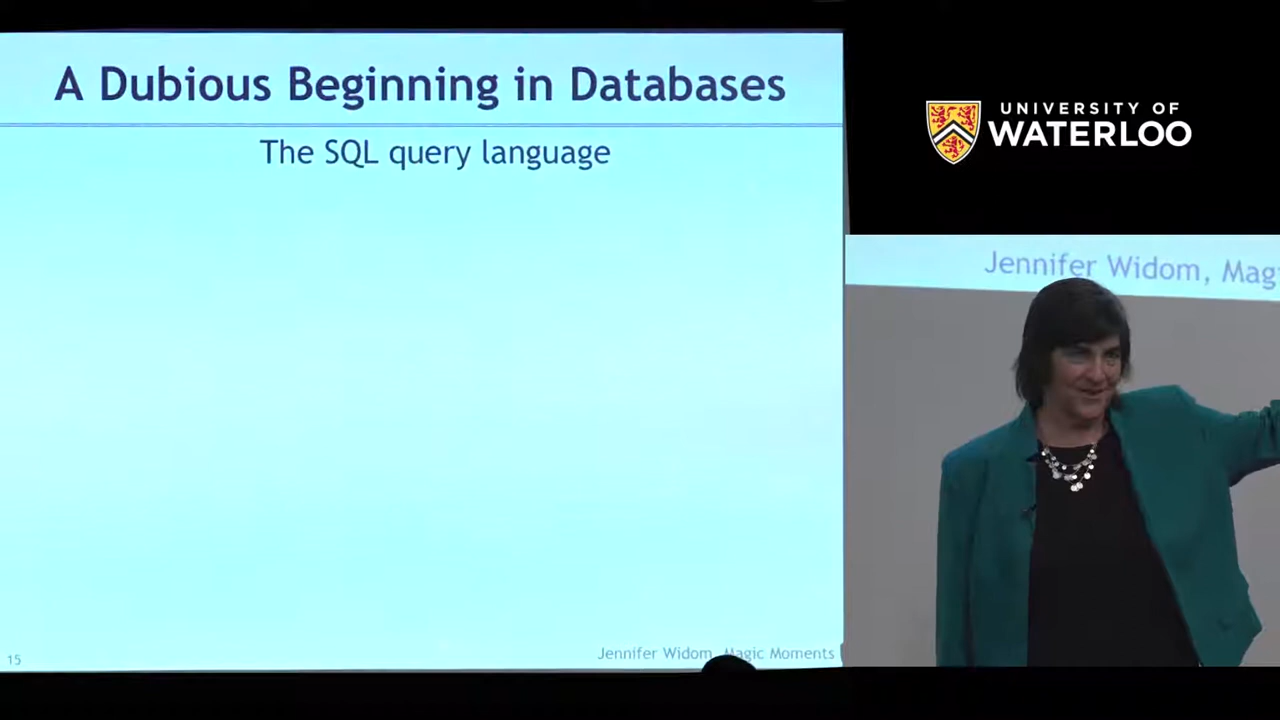 A Dubious Beginning in Databases
The SQL query language
15
Jennifer Widom, Magic Moments
UNIVERSITY OF
WATERLOO
Jennifer Widom, Mag